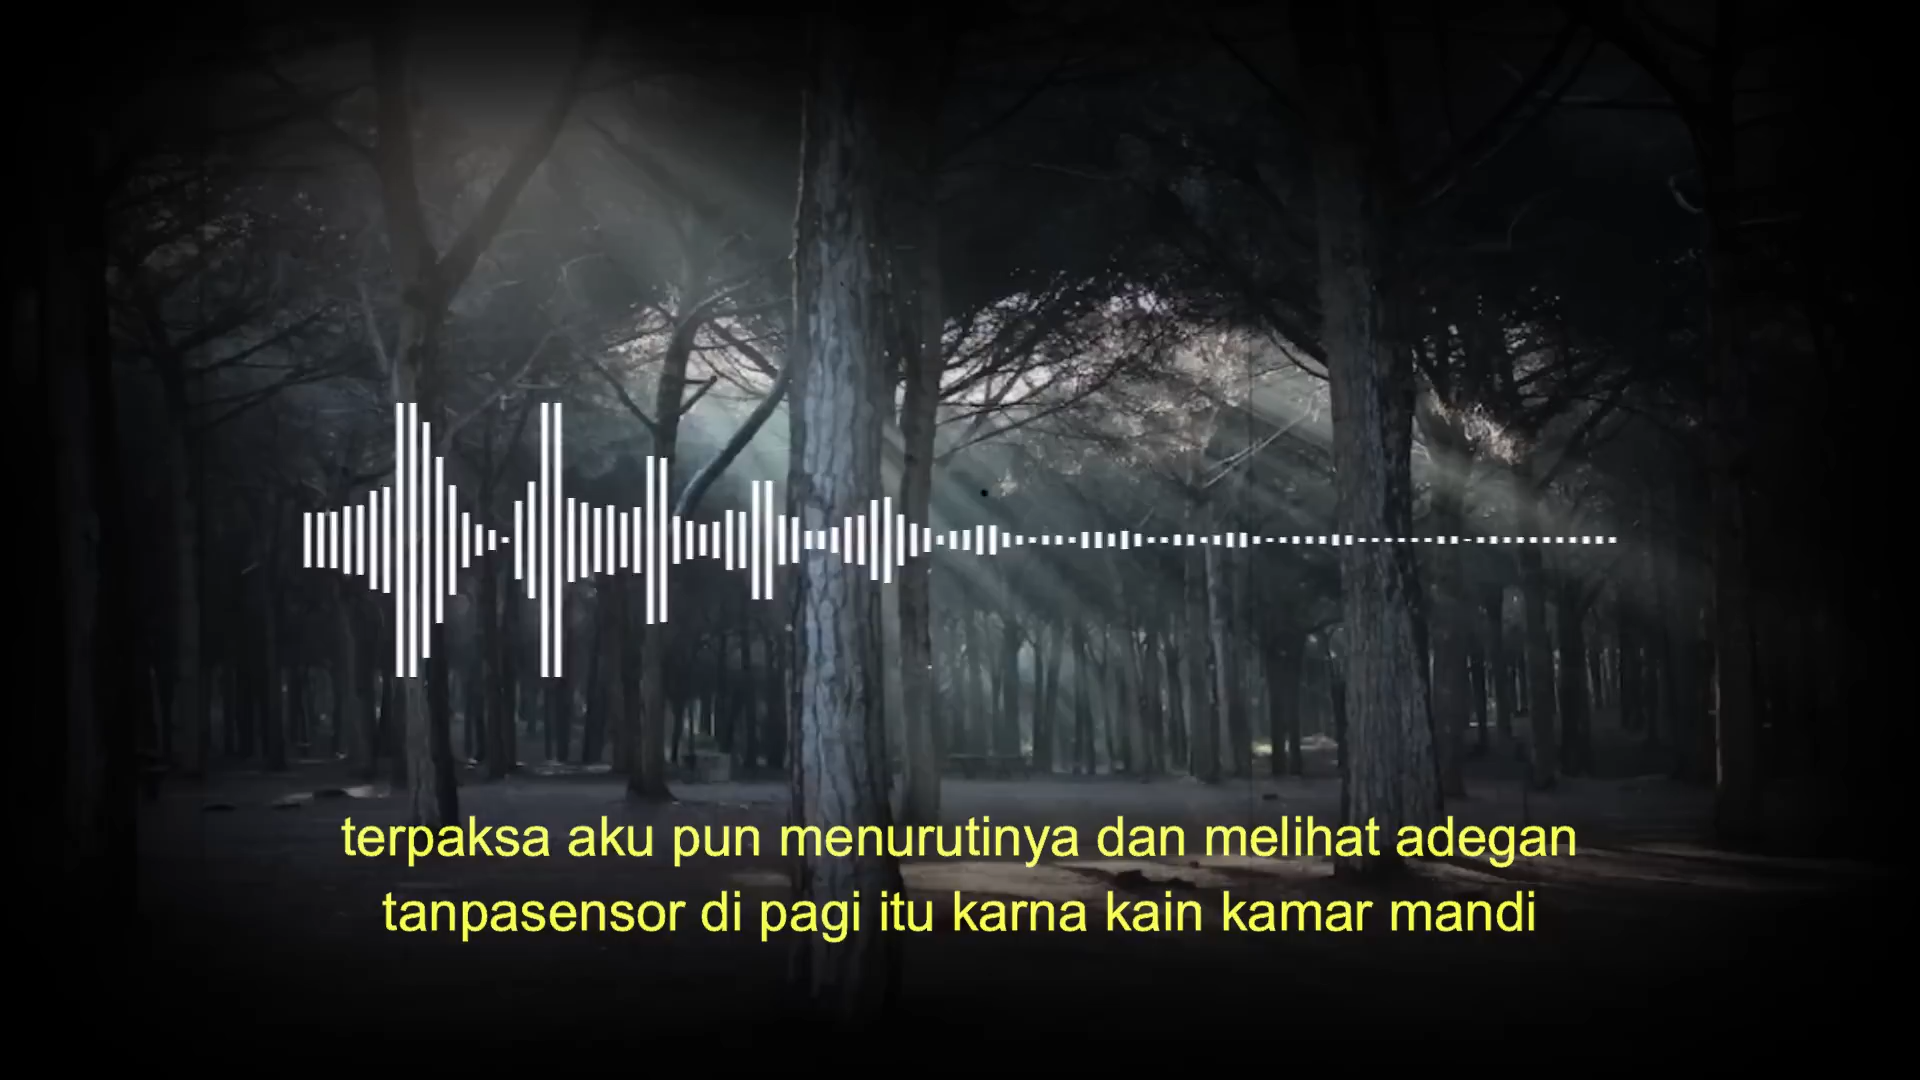 terpaksa aku pun menurutinya dan melihat adegan
tanpasensor di pagi itu karna kain kamar mandi